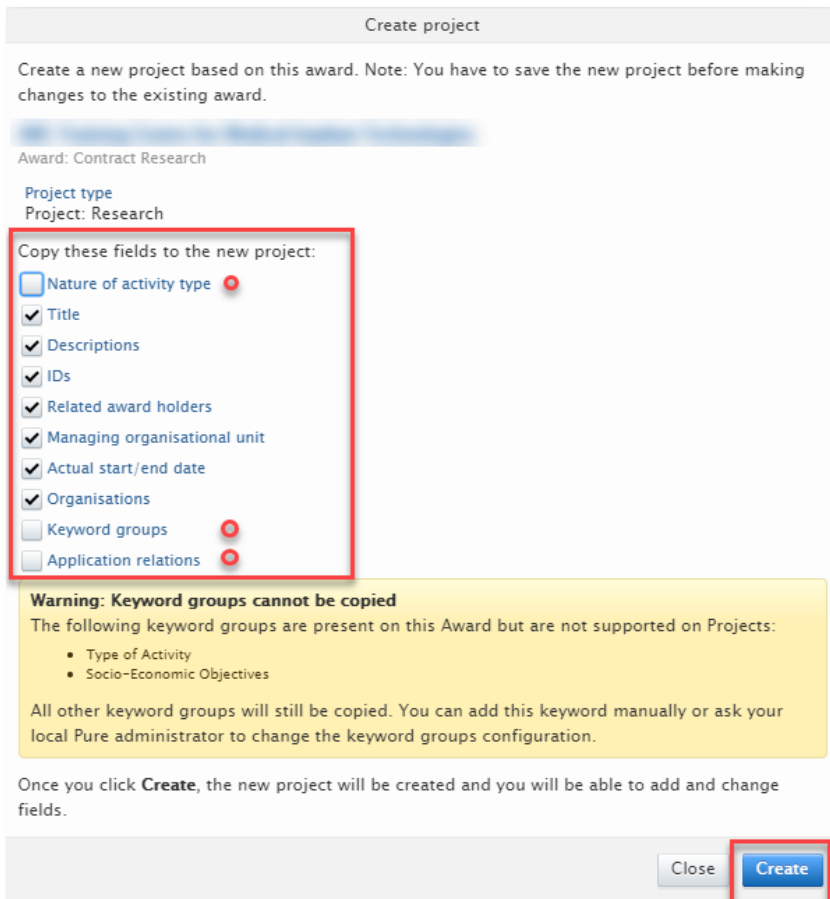 Create project
Create a new project based on this award. Note: You have to save the new project before making
changes to the existing award.
Award: Contract Research
Project type
Project: Research
Copy these fields to the new project:
Nature of activity type
Title
Descriptions
IDs
Related award holders
Managing organisational unit
Actual start/end date
Organisations
Keyword groups
Application relations
Warning: Keyword groups cannot be copied
The following keyword groups are present on this Award but are not supported on Projects:
• Type of Activity
• Socio-Economic Objectives
All other keyword groups will still be copied. You can add this keyword manually or ask your
local Pure administrator to change the keyword groups configuration.
Once you click Create, the new project will be created and you will be able to add and change
fields.
Close Create